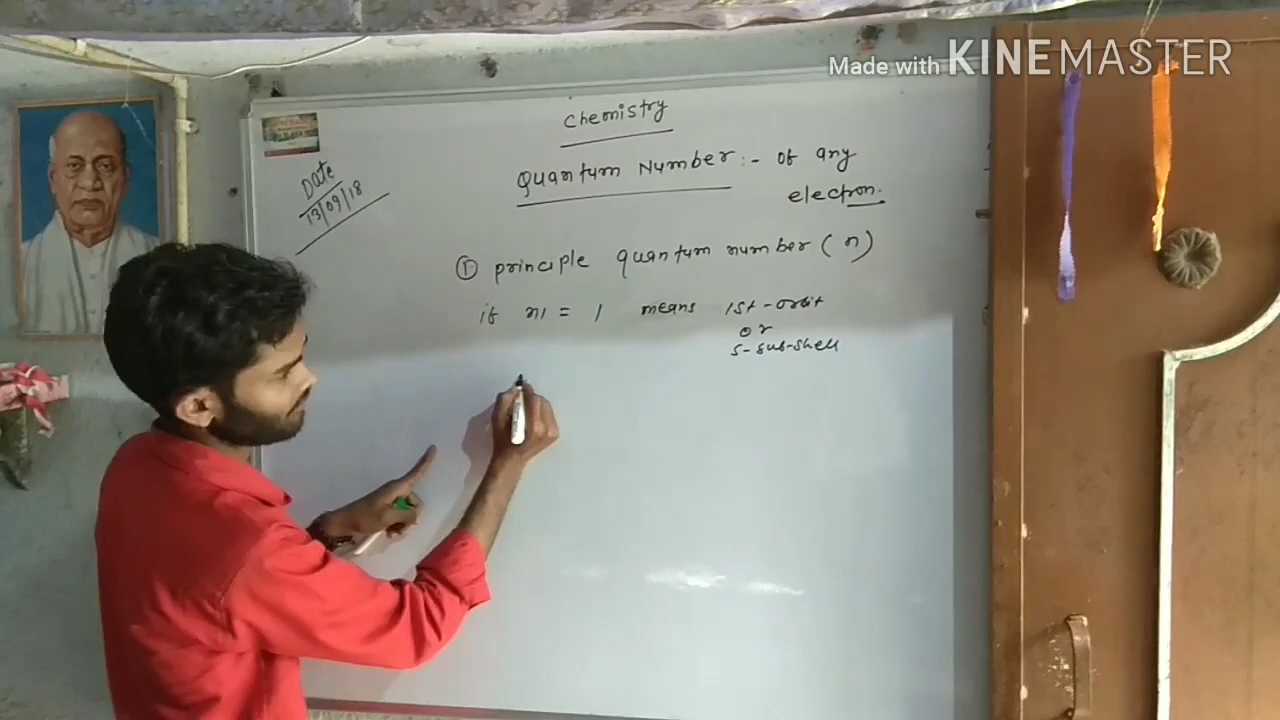 Made with KINEMASTER
Chemistry
Date
13/09/18
Quantum Number :- of any
electron.
① principle quantum number (n)
if n = 1 means 1st-orbit
or
s-sub-shell